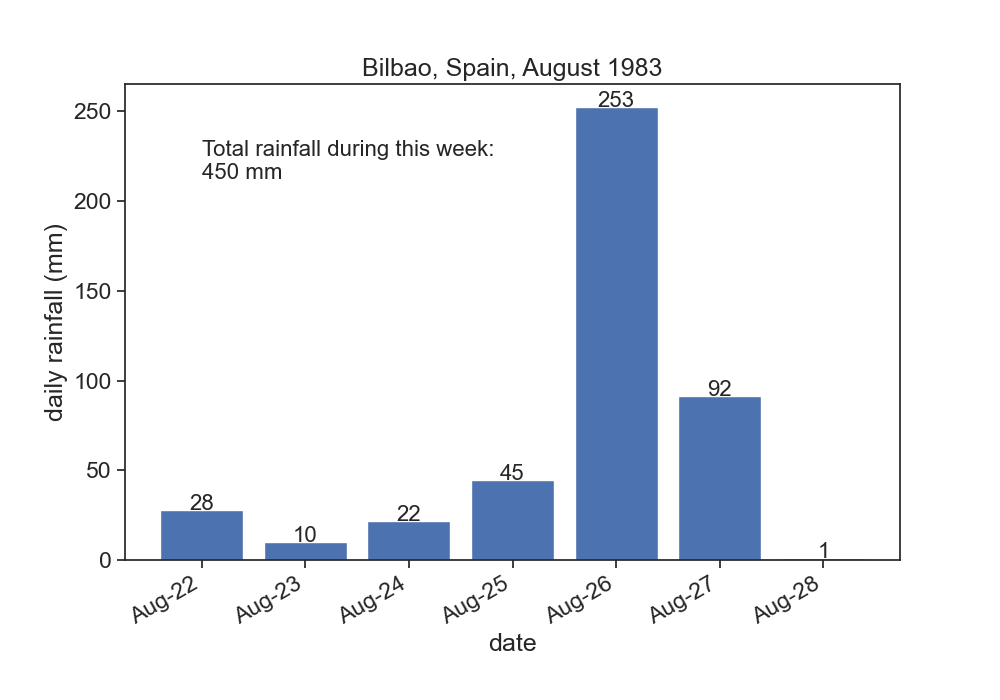 Bilbao, Spain, August 1983
253
250
Total rainfall during this week:
450 mm
200
150
100
92
50
45
28
22
10
1
0
daily rainfall (mm)
Aug-22
Aug-23
Aug-24
Aug-25
Aug-26
Aug-27
Aug-28
date